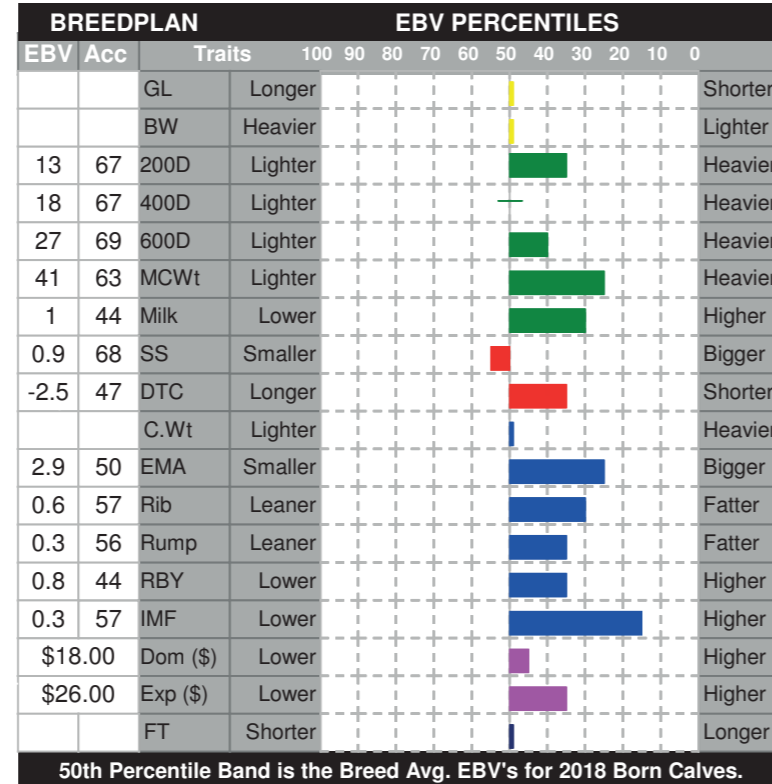 BREEDPLAN EBV PERCENTILES
EBV Acc Traits 100 90 80 70 60 50 40 30 20 10 0
GL Longer Shorter
BW Heavier Lighter
13 67 200D Lighter Heavier
18 67 400D Lighter Heavier
27 69 600D Lighter Heavier
41 63 MCWt Lighter Heavier
1 44 Milk Lower Higher
0.9 68 SS Smaller Bigger
-2.5 47 DTC Longer Shorter
C.Wt Lighter Heavier
2.9 50 EMA Smaller Bigger
0.6 57 Rib Leaner Fatter
0.3 56 Rump Leaner Fatter
0.8 44 RBY Lower Higher
0.3 57 IMF Lower Higher
$18.00 Dom ($) Lower Higher
$26.00 Exp ($) Lower Higher
FT Shorter Longer
50th Percentile Band is the Breed Avg. EBV's for 2018 Born Calves.